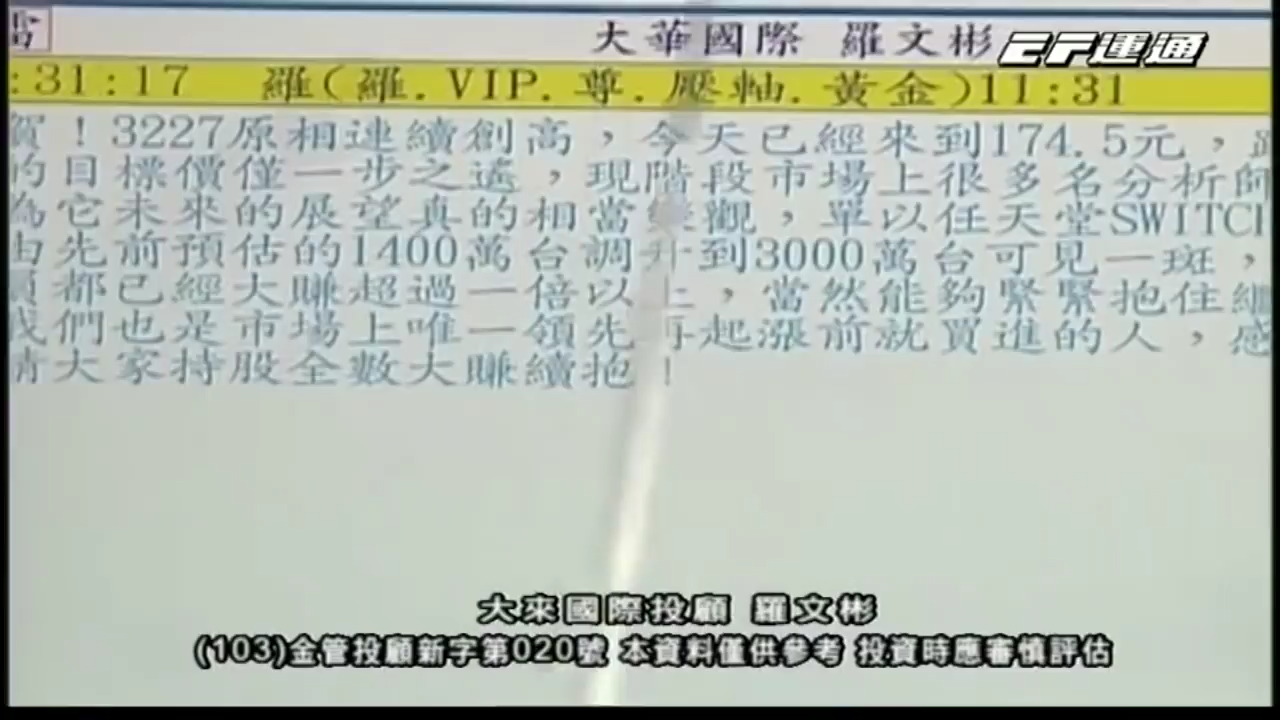 大華國際 羅文彬
EF運通
:31:17 羅(羅.VIP.尊.壓軸.黃金)11:31
賀！3227原相連續創高，今天已經來到174.5元，
的目標價僅一步之遙，現階段市場上很多名分析師
為它未來的展望真的相當樂觀，單以任天堂SWITCH
由先前預估的1400萬台調升到3000萬台可見一斑，
員都已經大賺超過一倍以上，當然能夠緊緊抱住繼
我們也是市場上唯一領先再起漲前就買進的人，感
請大家持股全數大賺續抱！
大來國際投顧 羅文彬
(103)金管投顧新字第020號 本資料僅供參考 投資時應審慎評估